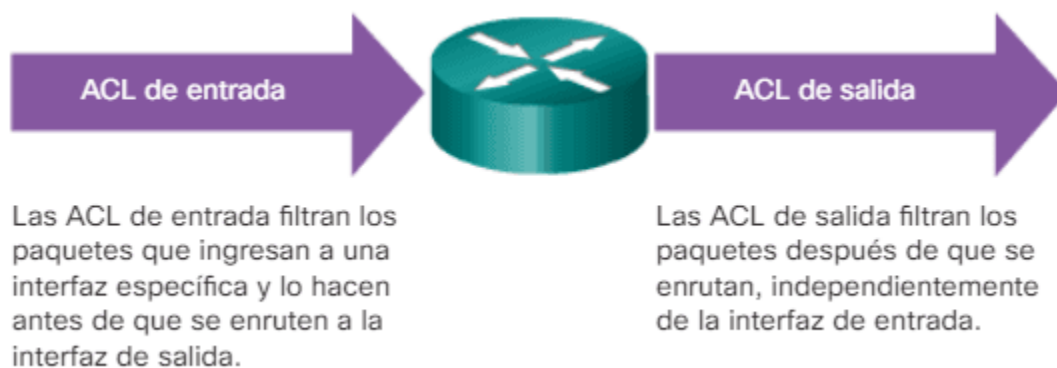 ACL de entrada
ACL de salida
Las ACL de entrada filtran los
paquetes que ingresan a una
interfaz específica y lo hacen
antes de que se enruten a la
interfaz de salida.
Las ACL de salida filtran los
paquetes después de que se
enrutan, independientemente
de la interfaz de entrada.